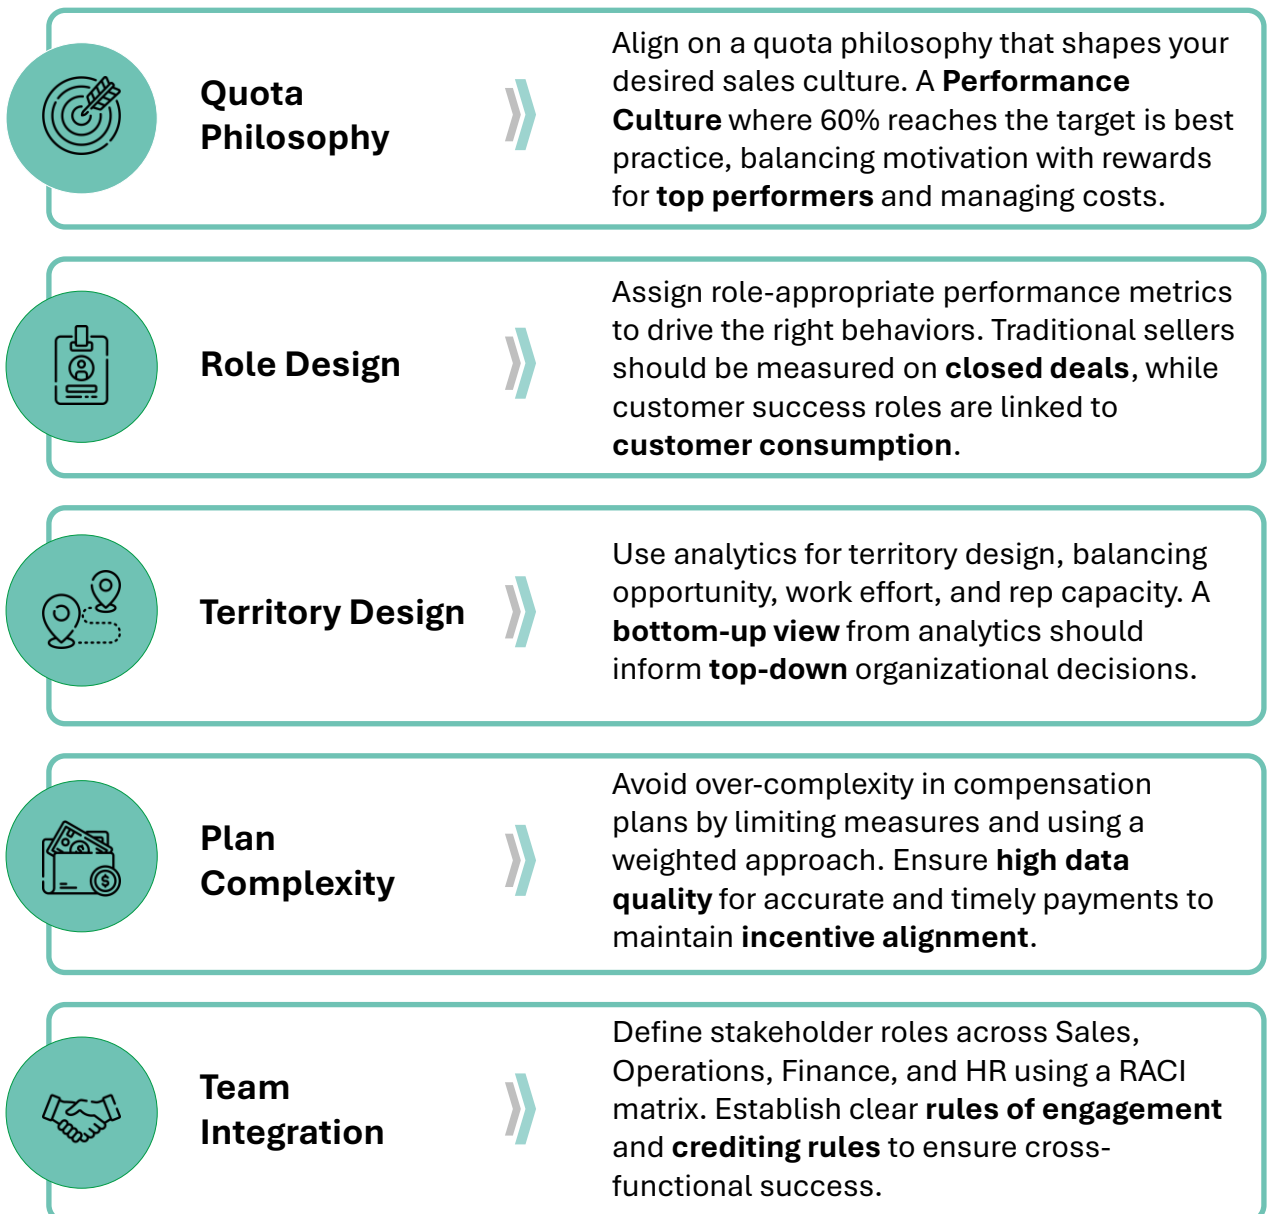 Quota
Philosophy
Align on a quota philosophy that shapes your
desired sales culture. A Performance
Culture where 60% reaches the target is best
practice, balancing motivation with rewards
for top performers and managing costs.
Role Design
Assign role-appropriate performance metrics
to drive the right behaviors. Traditional sellers
should be measured on closed deals, while
customer success roles are linked to
customer consumption.
Territory Design
Use analytics for territory design, balancing
opportunity, work effort, and rep capacity. A
bottom-up view from analytics should
inform top-down organizational decisions.
Plan
Complexity
Avoid over-complexity in compensation
plans by limiting measures and using a
weighted approach. Ensure high data
quality for accurate and timely payments to
maintain incentive alignment.
Team
Integration
Define stakeholder roles across Sales,
Operations, Finance, and HR using a RACI
matrix. Establish clear rules of engagement
and crediting rules to ensure cross-
functional success.